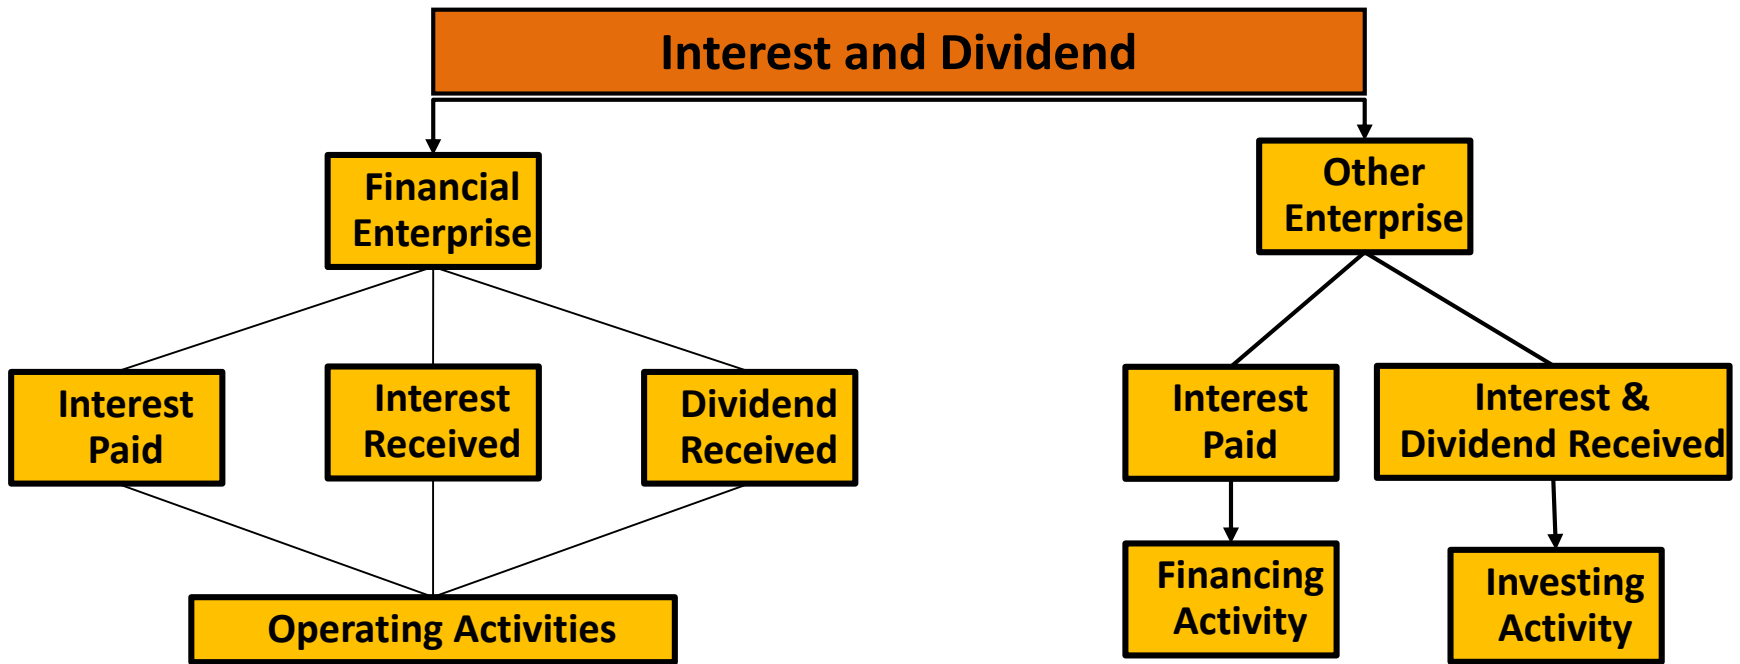 Interest and Dividend
Financial
Enterprise
Other
Enterprise
Interest
Paid
Interest
Received
Dividend
Received
Interest
Paid
Interest &
Dividend Received
Operating Activities
Financing
Activity
Investing
Activity